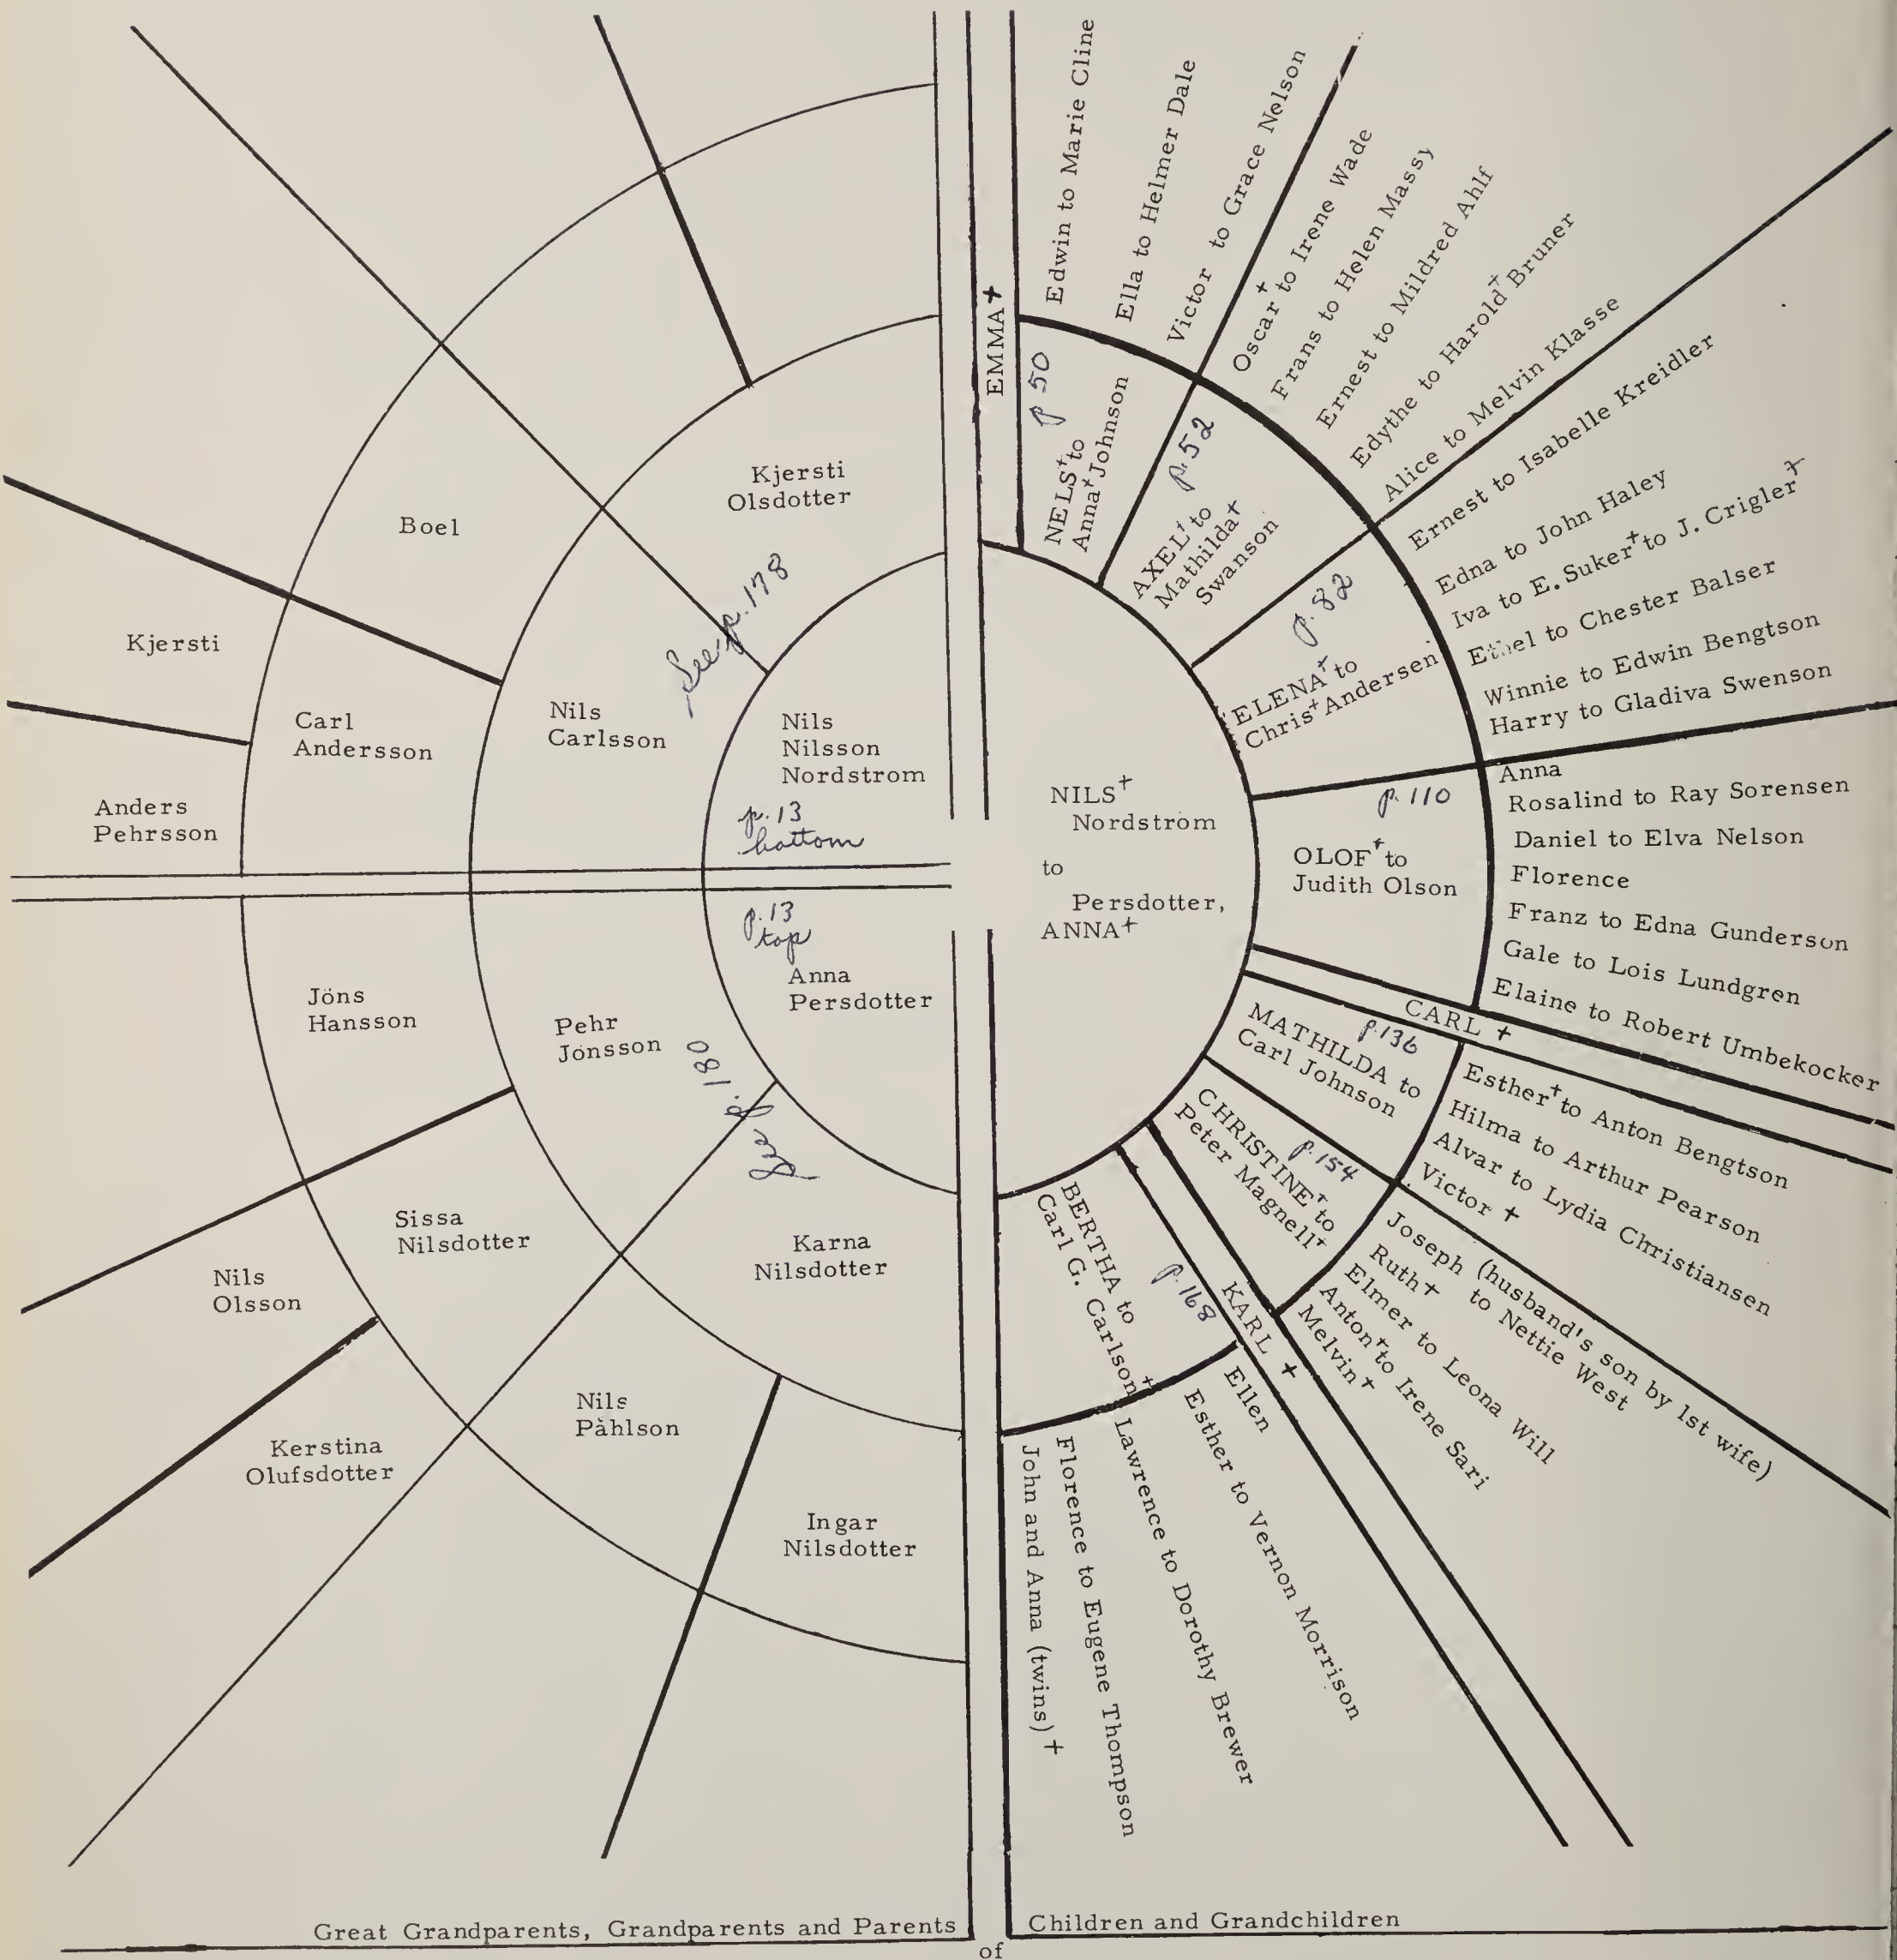 Kjersti
Olsdotter
Boel
Kjersti
See p. 178
Nils
Carlsson
Carl
Andersson
Anders
Pehrsson
Nils
Nilsson
Nordstrom
p. 13
bottom
p. 13
top
Anna
Persdotter
Jöns
Hansson
Pehr
Jönsson
See p. 180
Sissa
Nilsdotter
Karna
Nilsdotter
Nils
Olsson
Nils
Påhlson
Kerstina
Olufsdotter
Ingar
Nilsdotter
NILS+
Nordström
to
Persdotter,
ANNA+
EMMA+
p 50
NELS+ to
Anna+ Johnson
Edwin to Marie Cline
Ella to Helmer Dale
Victor to Grace Nelson
p. 52
AXEL+ to
Mathilda+
Swanson
Oscar+ to Irene Wade
Frans to Helen Massy
Ernest to Mildred Ahlf
Edythe to Harold+ Bruner
Alice to Melvin Klasse
p. 82
ELENA+ to
Chris+ Andersen
Ernest to Isabelle Kreidler
Edna to John Haley
Iva to E. Suker+ to J. Crigler+
Ethel to Chester Balser
Winnie to Edwin Bengtson
Harry to Gladiva Swenson
p. 110
OLOF+ to
Judith Olson
Anna
Rosalind to Ray Sorensen
Daniel to Elva Nelson
Florence
Franz to Edna Gunderson
Gale to Lois Lundgren
Elaine to Robert Umbekocker
CARL +
p. 136
MATHILDA to
Carl Johnson
Esther+ to Anton Bengtson
Hilma to Arthur Pearson
Alvar to Lydia Christiansen
Victor +
p. 154
CHRISTINE+ to
Peter Magnell+
Joseph (husband's son by 1st wife)
to Nettie West
Ruth+
Elmer to Leona Will
Anton+ to Irene Sari
Melvin+
KARL +
p. 168
BERTHA to
Carl G. Carlson+
Ellen
Esther to Vernon Morrison
Lawrence to Dorothy Brewer
Florence to Eugene Thompson
John and Anna (twins)+
Great Grandparents, Grandparents and Parents
Children and Grandchildren
of